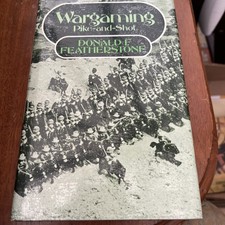 Wargaming
Pike-and-Shot
DONALD F
FEATHERSTONE